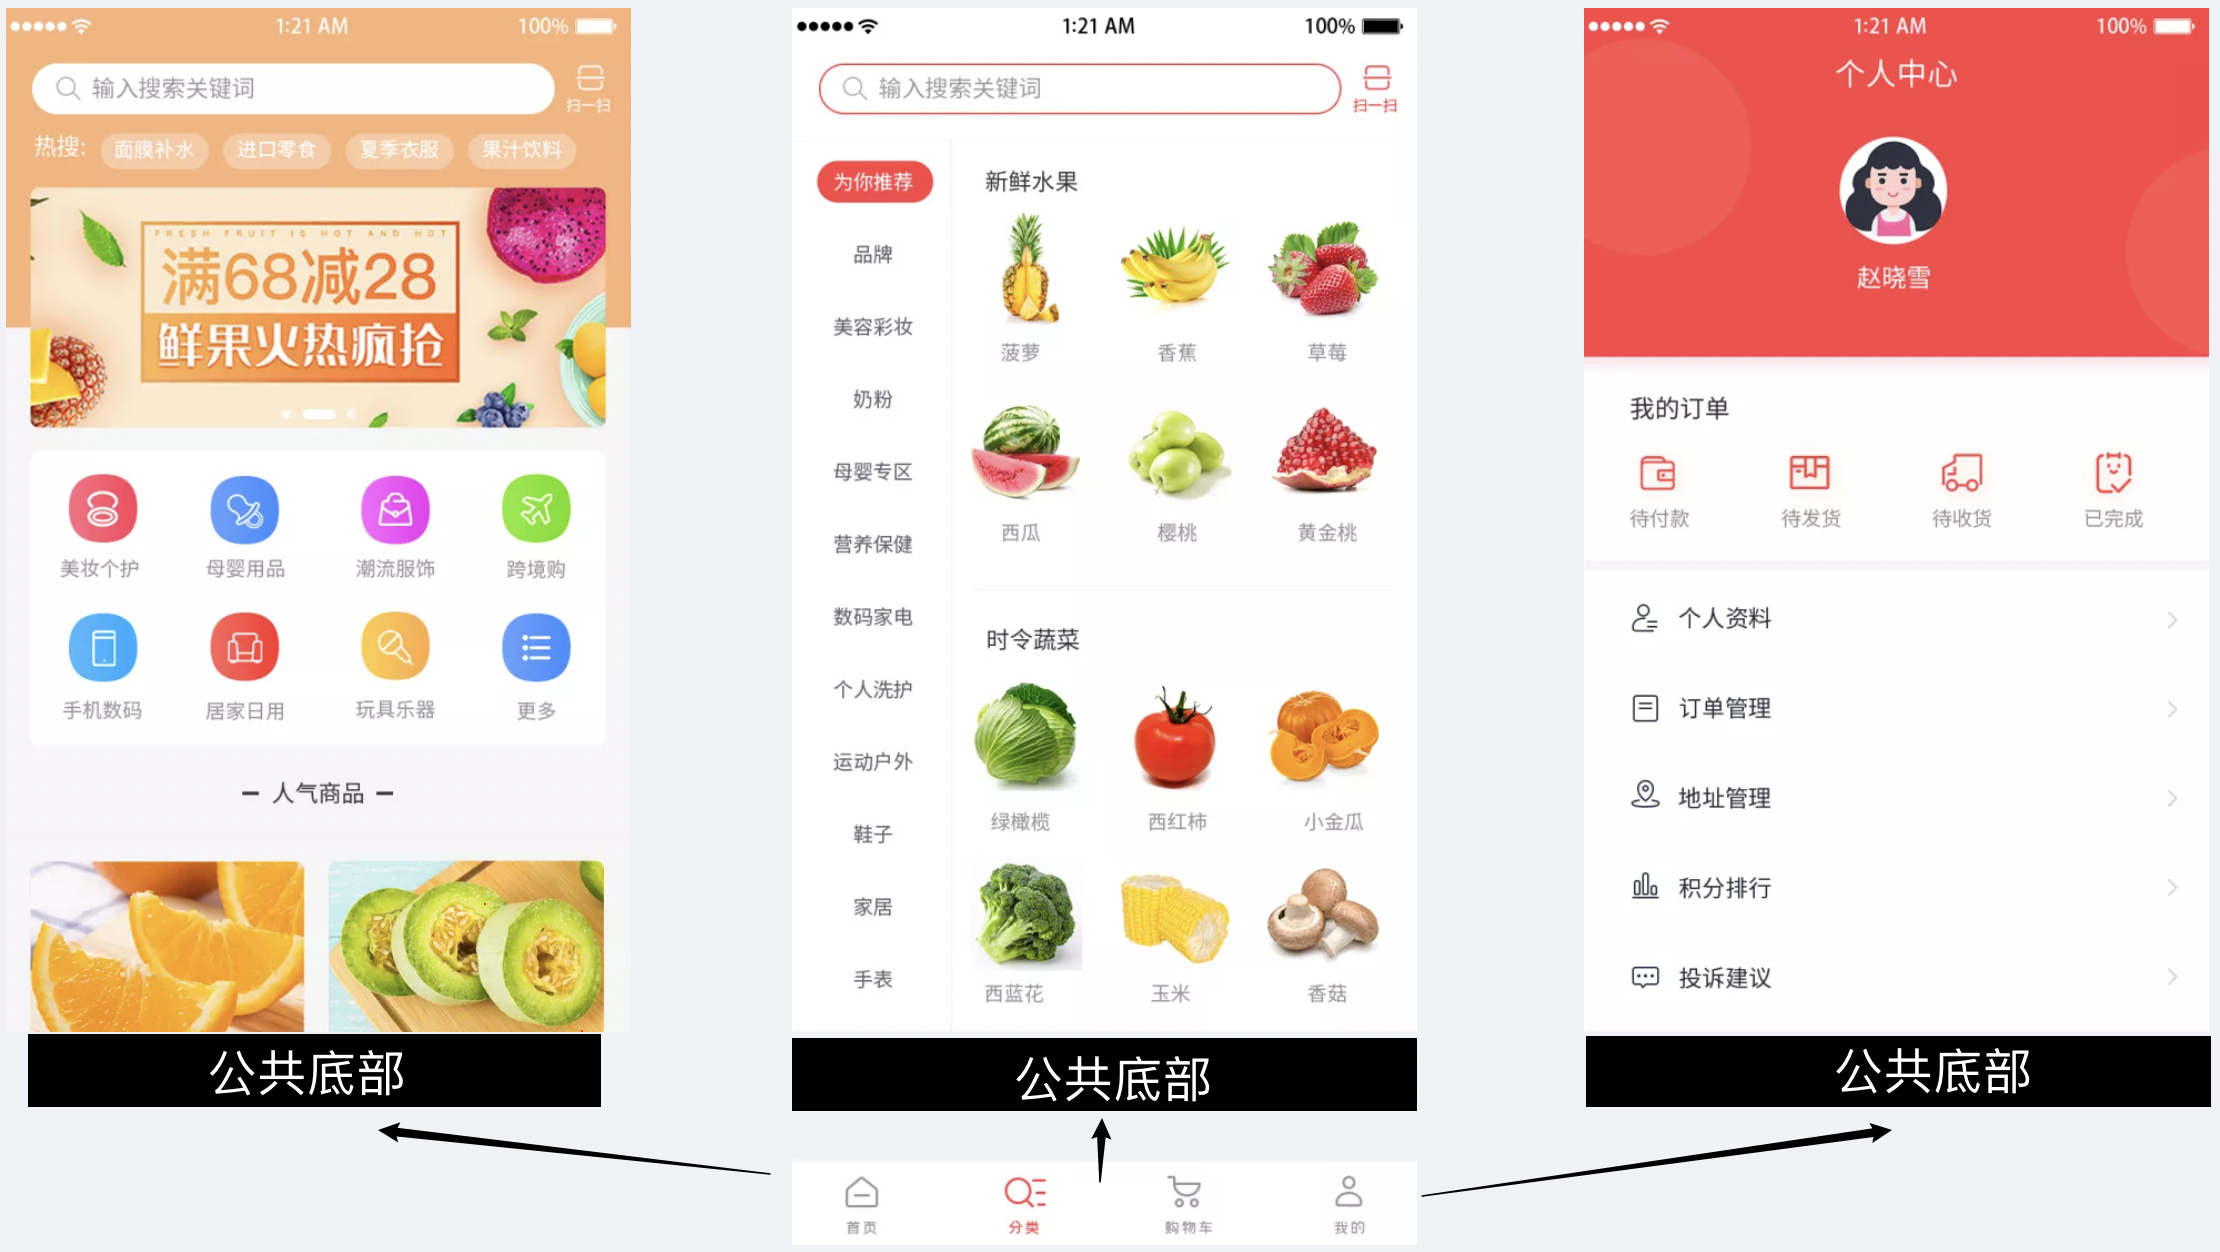 1:21 AM
100%
输入搜索关键词
扫一扫
热搜:
面膜补水
进口零食
夏季衣服
果汁饮料
FRESH FRUIT IS HOT AND HOT
满68减28
鲜果火热疯抢
美妆个护
母婴用品
潮流服饰
跨境购
手机数码
居家日用
玩具乐器
更多
人气商品
公共底部
1:21 AM
100%
输入搜索关键词
扫一扫
为你推荐
品牌
美容彩妆
奶粉
母婴专区
营养保健
数码家电
个人洗护
运动户外
鞋子
家居
手表
新鲜水果
菠萝
香蕉
草莓
西瓜
樱桃
黄金桃
时令蔬菜
绿橄榄
西红柿
小金瓜
西蓝花
玉米
香菇
公共底部
首页
分类
购物车
我的
1:21 AM
100%
个人中心
赵晓雪
我的订单
待付款
待发货
待收货
已完成
个人资料
订单管理
地址管理
积分排行
投诉建议
公共底部